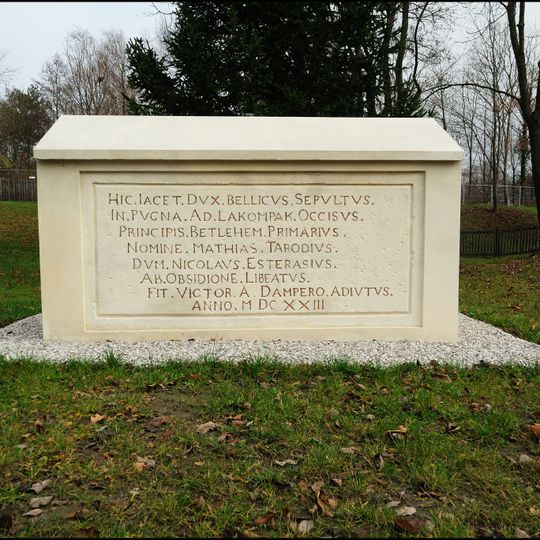 HIC. IACET. DVX. BELLICVS. SEPVLTVS.
IN. PVGNA. AD. LAKOMPAK. OCCISVS.
PRINCIPIS. BETLEHEM. PRIMARIVS.
NOMINE. MATHIAS. TARODIVS.
DVM. NICOLAVS. ESTERASIVS.
AB. OBSIDIONE. LIBEATVS.
FIT. VICTOR. A. DAMPERO. ADIVTVS.
ANNO. M DC XXIII